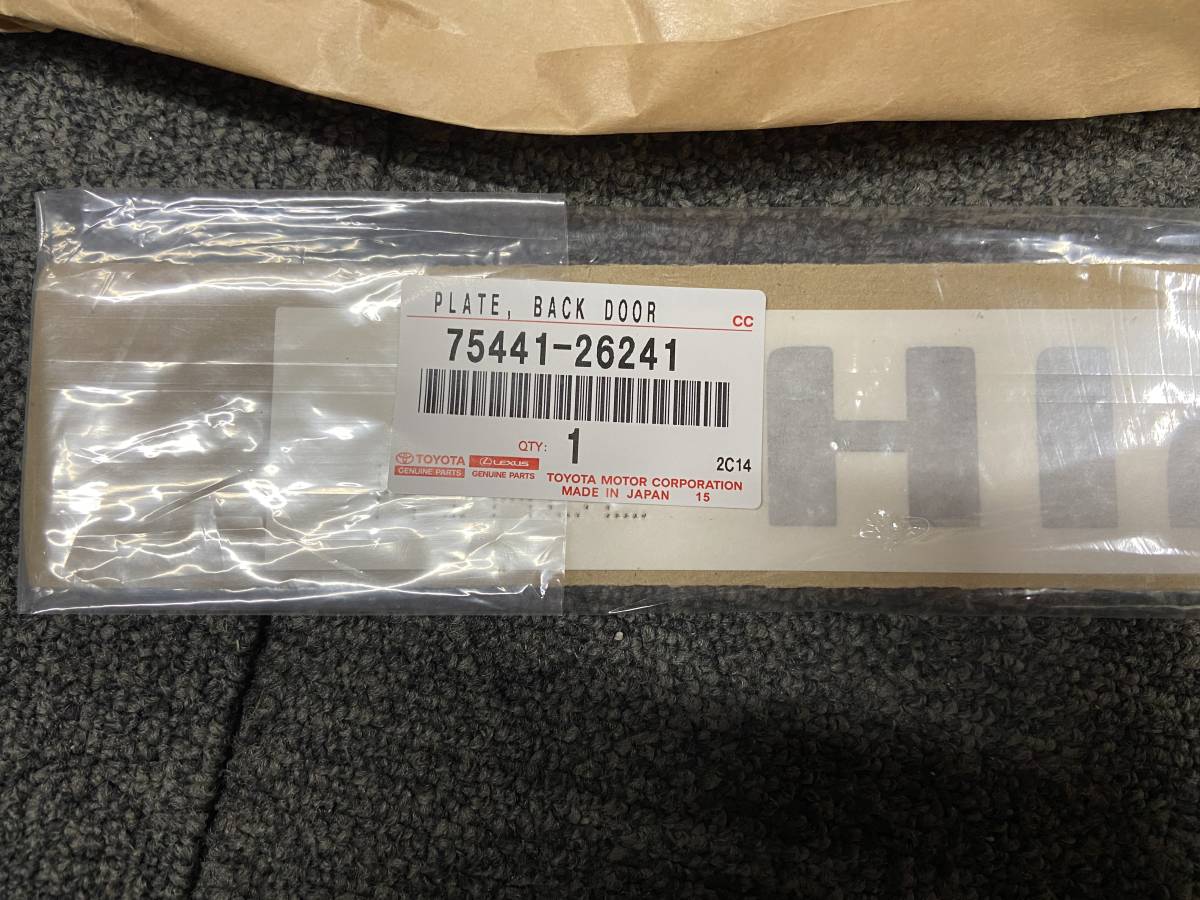 PLATE, BACK DOOR
CC
75441-26241
QTY: 1
TOYOTA LEXUS
GENUINE PARTS GENUINE PARTS
2C14
TOYOTA MOTOR CORPORATION
MADE IN JAPAN 15
HI